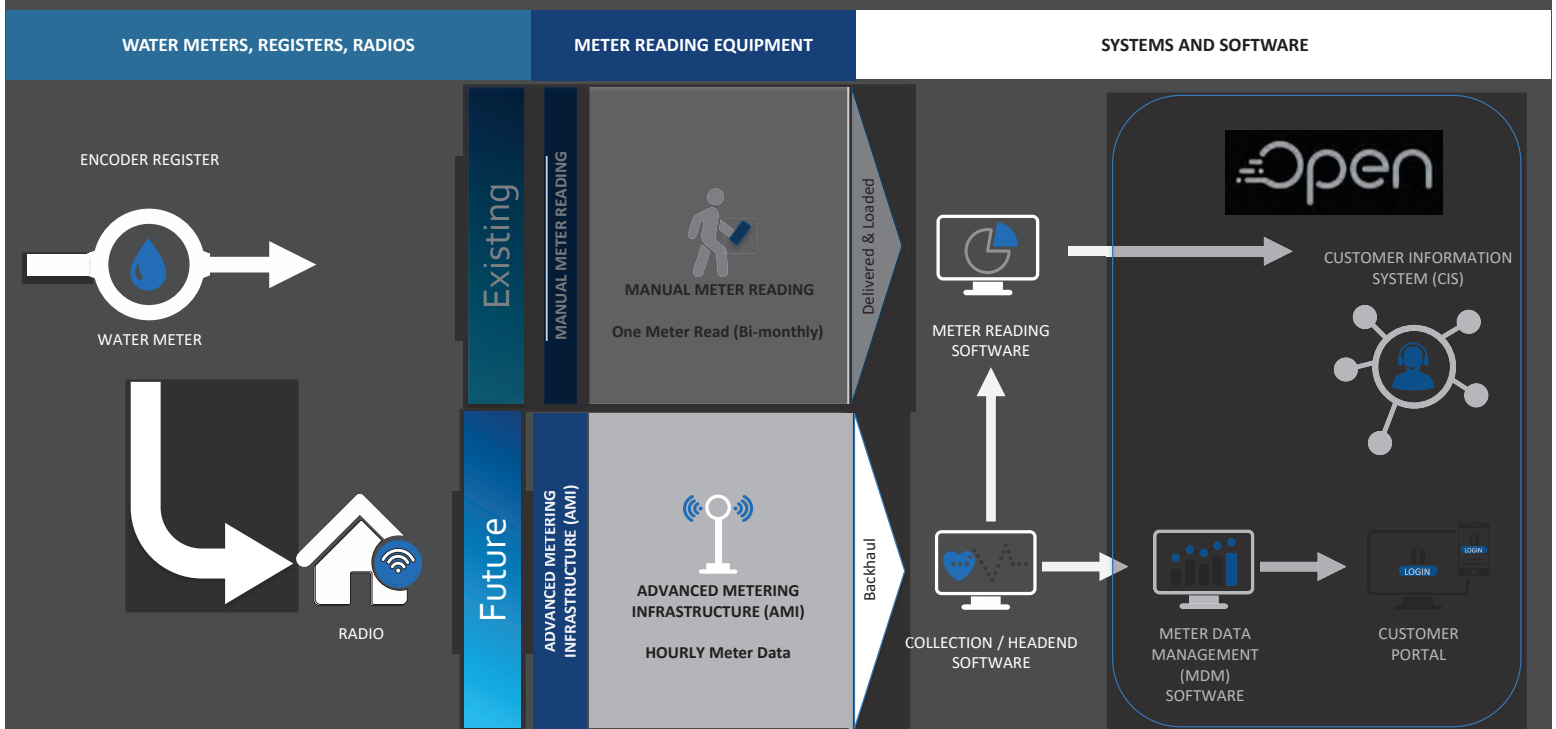 WATER METERS, REGISTERS, RADIOS
METER READING EQUIPMENT
SYSTEMS AND SOFTWARE
ENCODER REGISTER
WATER METER
RADIO
Existing
MANUAL METER READING
MANUAL METER READING
One Meter Read (Bi-monthly)
Delivered & Loaded
Future
ADVANCED METERING
INFRASTRUCTURE (AMI)
ADVANCED METERING
INFRASTRUCTURE (AMI)
HOURLY Meter Data
Backhaul
METER READING
SOFTWARE
COLLECTION / HEADEND
SOFTWARE
Open
CUSTOMER INFORMATION
SYSTEM (CIS)
METER DATA
MANAGEMENT
(MDM)
SOFTWARE
LOGIN
LOGIN
CUSTOMER
PORTAL